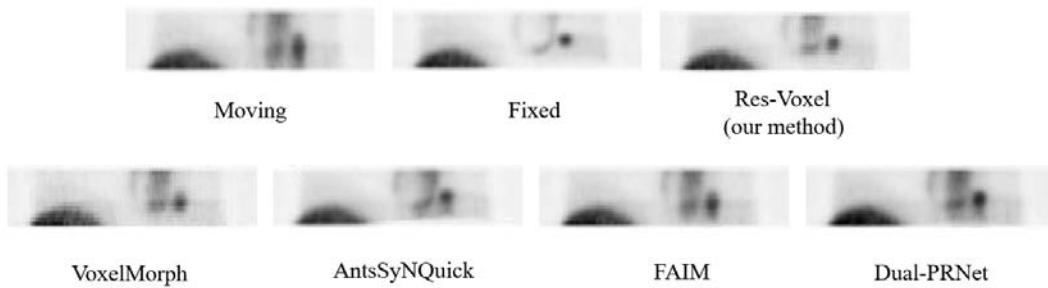 Moving
Fixed
Res-Voxel
(our method)
VoxelMorph
AntsSyNQuick
FAIM
Dual-PRNet